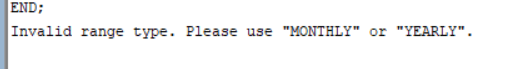 END;
Invalid range type. Please use "MONTHLY" or "YEARLY".